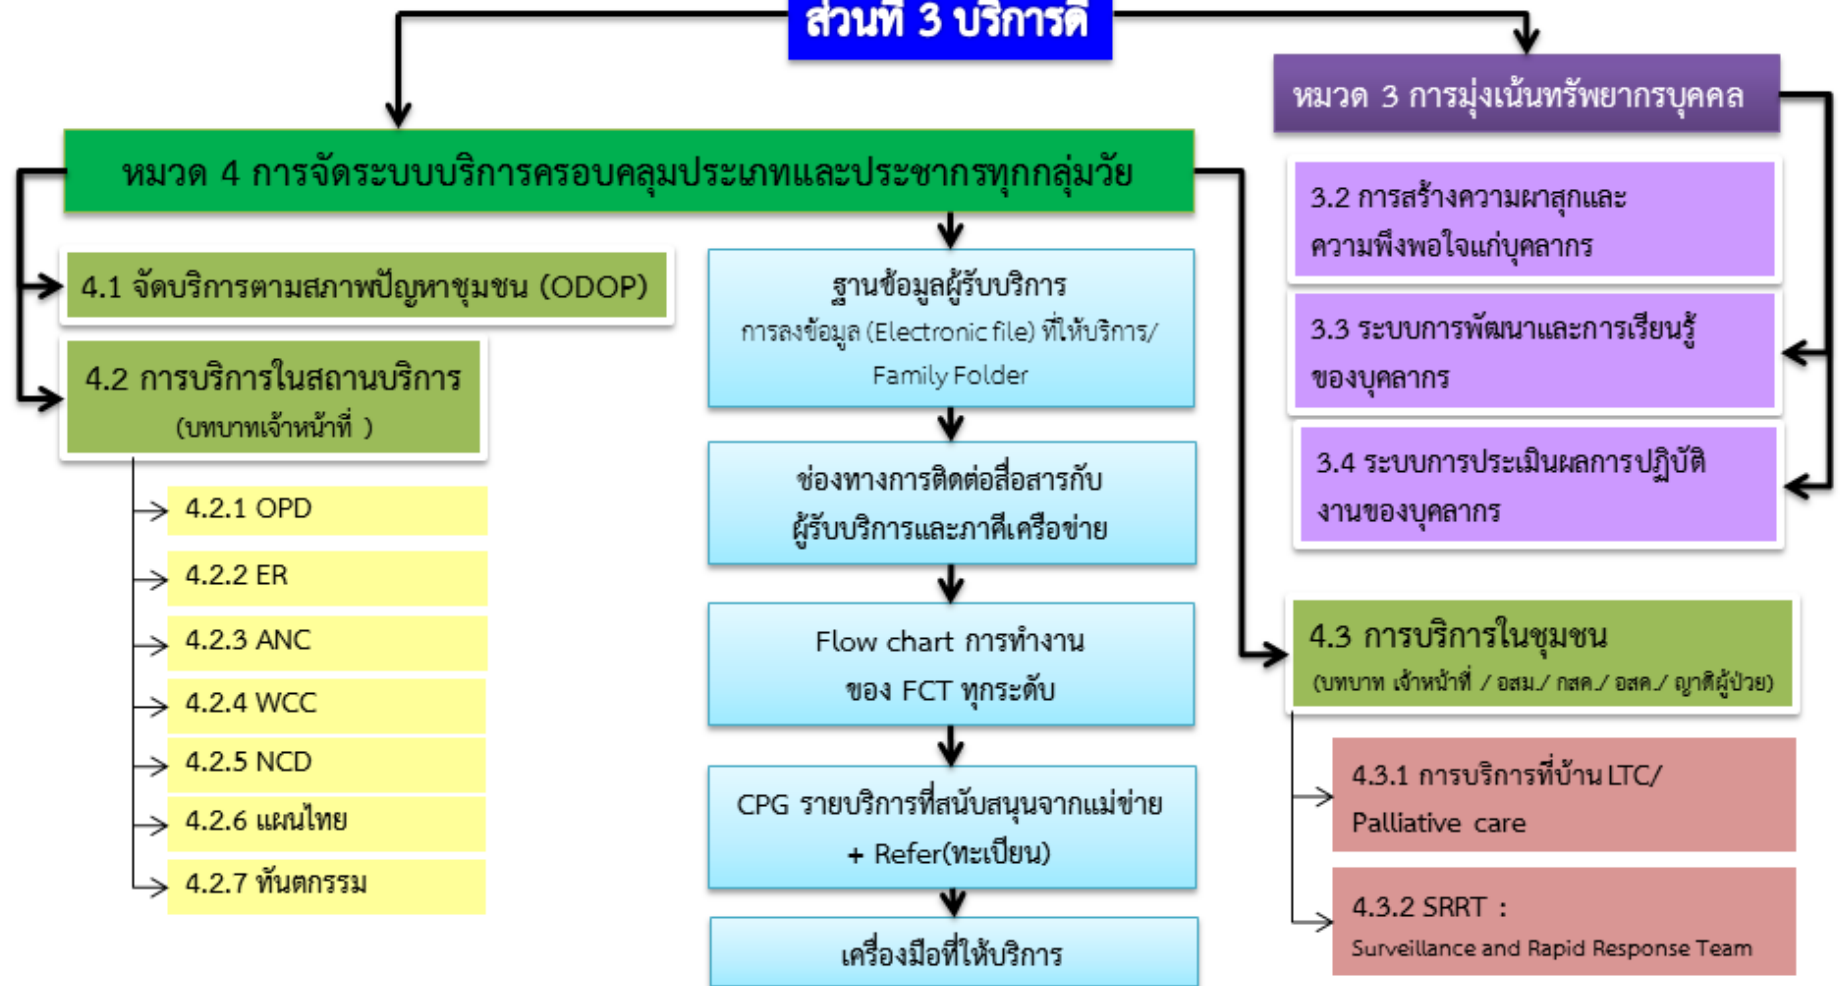 ส่วนที่ 3 บริการดี
หมวด 3 การมุ่งเน้นทรัพยากรบุคคล
3.2 การสร้างความผาสุกและ
ความพึงพอใจแก่บุคลากร
3.3 ระบบการพัฒนาและการเรียนรู้
ของบุคลากร
3.4 ระบบการประเมินผลการปฏิบัติ
งานของบุคลากร
หมวด 4 การจัดระบบบริการครอบคลุมประเภทและประชากรทุกกลุ่มวัย
4.1 จัดบริการตามสภาพปัญหาชุมชน (ODOP)
4.2 การบริการในสถานบริการ
(บทบาทเจ้าหน้าที่ )
4.2.1 OPD
4.2.2 ER
4.2.3 ANC
4.2.4 WCC
4.2.5 NCD
4.2.6 แผนไทย
4.2.7 ทันตกรรม
ฐานข้อมูลผู้รับบริการ
การลงข้อมูล (Electronic file) ที่ให้บริการ/
Family Folder
ช่องทางการติดต่อสื่อสารกับ
ผู้รับบริการและภาคีเครือข่าย
Flow chart การทำงาน
ของ FCT ทุกระดับ
CPG รายบริการที่สนับสนุนจากแม่ข่าย
+ Refer(ทะเบียน)
เครื่องมือที่ให้บริการ
4.3 การบริการในชุมชน
(บทบาท เจ้าหน้าที่ / อสม./ กสค./ อสค./ ญาติผู้ป่วย)
4.3.1 การบริการที่บ้าน LTC/
Palliative care
4.3.2 SRRT :
Surveillance and Rapid Response Team